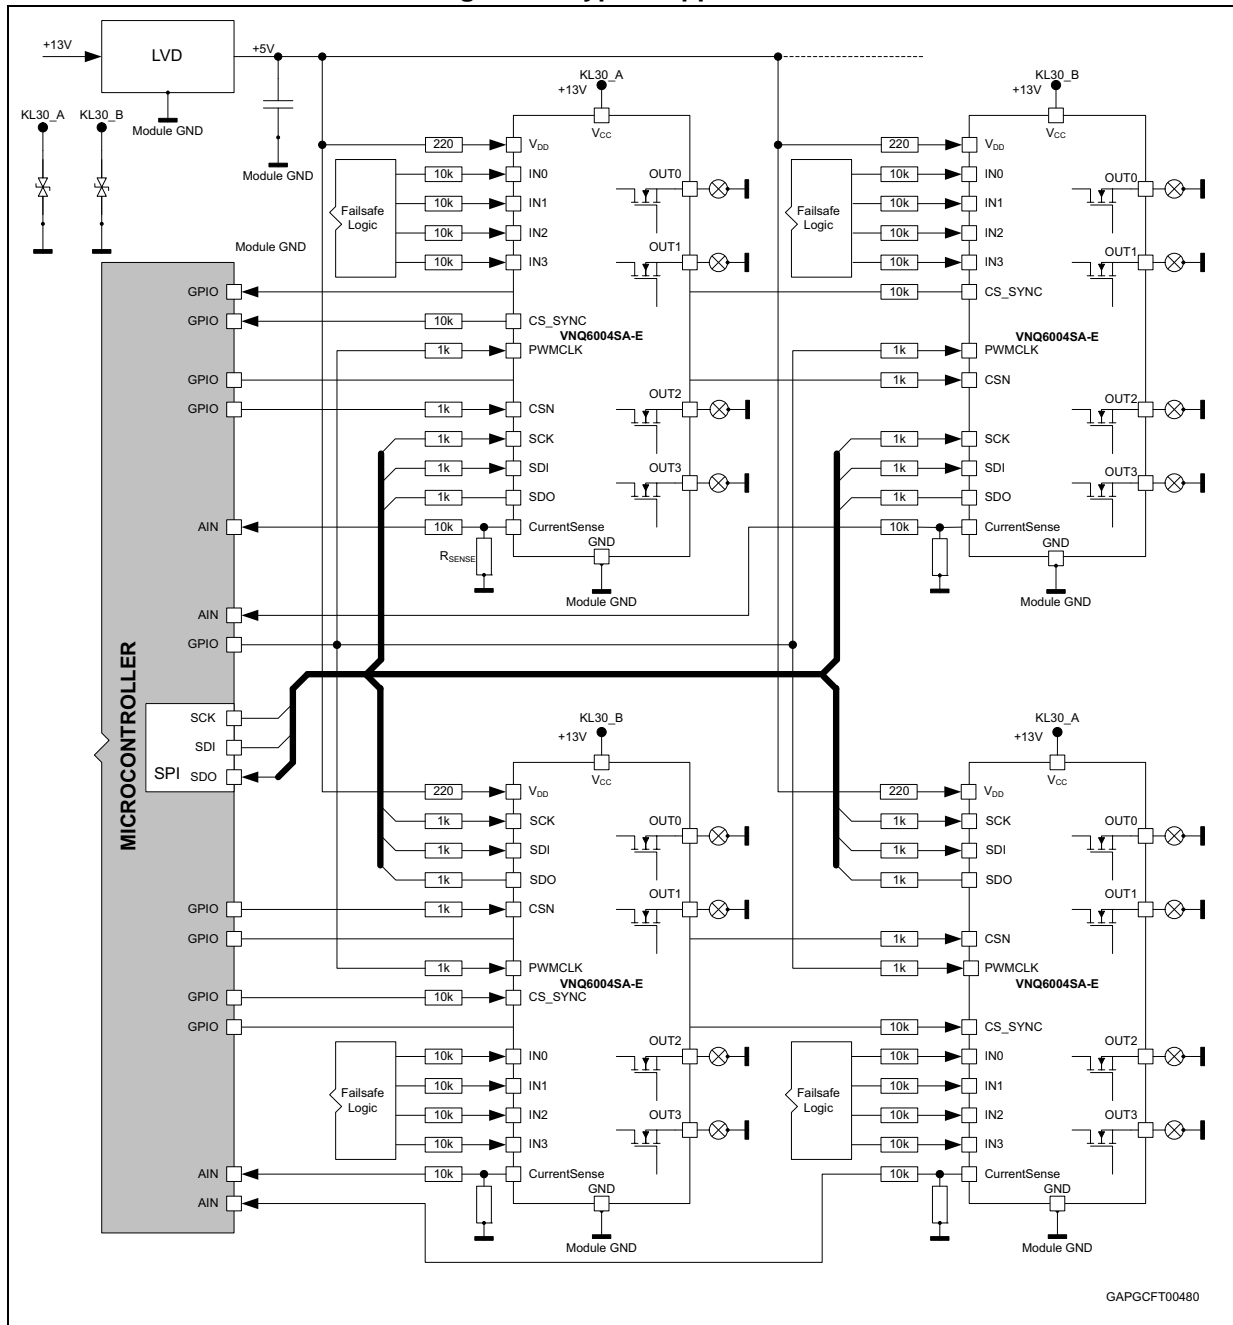 +13V
LVD
+5V
Module GND
KL30_A
KL30_B
Module GND
Module GND
KL30_A
+13V
VCC
220
VDD
Failsafe
Logic
10k
IN0
10k
IN1
10k
IN2
10k
IN3
OUT0
OUT1
10k
CS_SYNC
VNQ6004SA-E
1k
PWMCLK
1k
CSN
1k
SCK
1k
SDI
1k
SDO
OUT2
OUT3
10k
CurrentSense
RSENSE
GND
Module GND
KL30_B
+13V
VCC
220
VDD
Failsafe
Logic
10k
IN0
10k
IN1
10k
IN2
10k
IN3
OUT0
OUT1
10k
CS_SYNC
VNQ6004SA-E
1k
PWMCLK
1k
CSN
1k
SCK
1k
SDI
1k
SDO
OUT2
OUT3
10k
CurrentSense
GND
Module GND
MICROCONTROLLER
GPIO
GPIO
GPIO
GPIO
AIN
AIN
GPIO
SPI
SCK
SDI
SDO
GPIO
GPIO
GPIO
GPIO
AIN
AIN
KL30_B
+13V
VCC
220
VDD
1k
SCK
1k
SDI
1k
SDO
1k
CSN
OUT0
OUT1
1k
PWMCLK
VNQ6004SA-E
10k
CS_SYNC
Failsafe
Logic
10k
IN0
10k
IN1
10k
IN2
10k
IN3
OUT2
OUT3
10k
CurrentSense
GND
Module GND
KL30_A
+13V
VCC
220
VDD
1k
SCK
1k
SDI
1k
SDO
OUT0
OUT1
1k
CSN
1k
PWMCLK
VNQ6004SA-E
10k
CS_SYNC
Failsafe
Logic
10k
IN0
10k
IN1
10k
IN2
10k
IN3
OUT2
OUT3
10k
CurrentSense
GND
Module GND
GAPGCFT00480